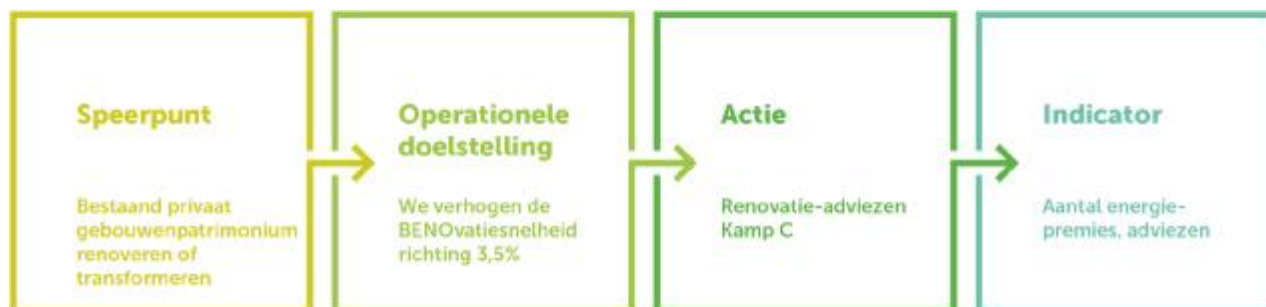 Speerpunt
Bestaand privaat
gebouwenpatrimonium
renoveren of
transformeren
Operationele
doelstelling
We verhogen de
BENOvatiesnelheid
richting 3,5%
Actie
Renovatie-adviezen
Kamp C
Indicator
Aantal energie-
premies, adviezen